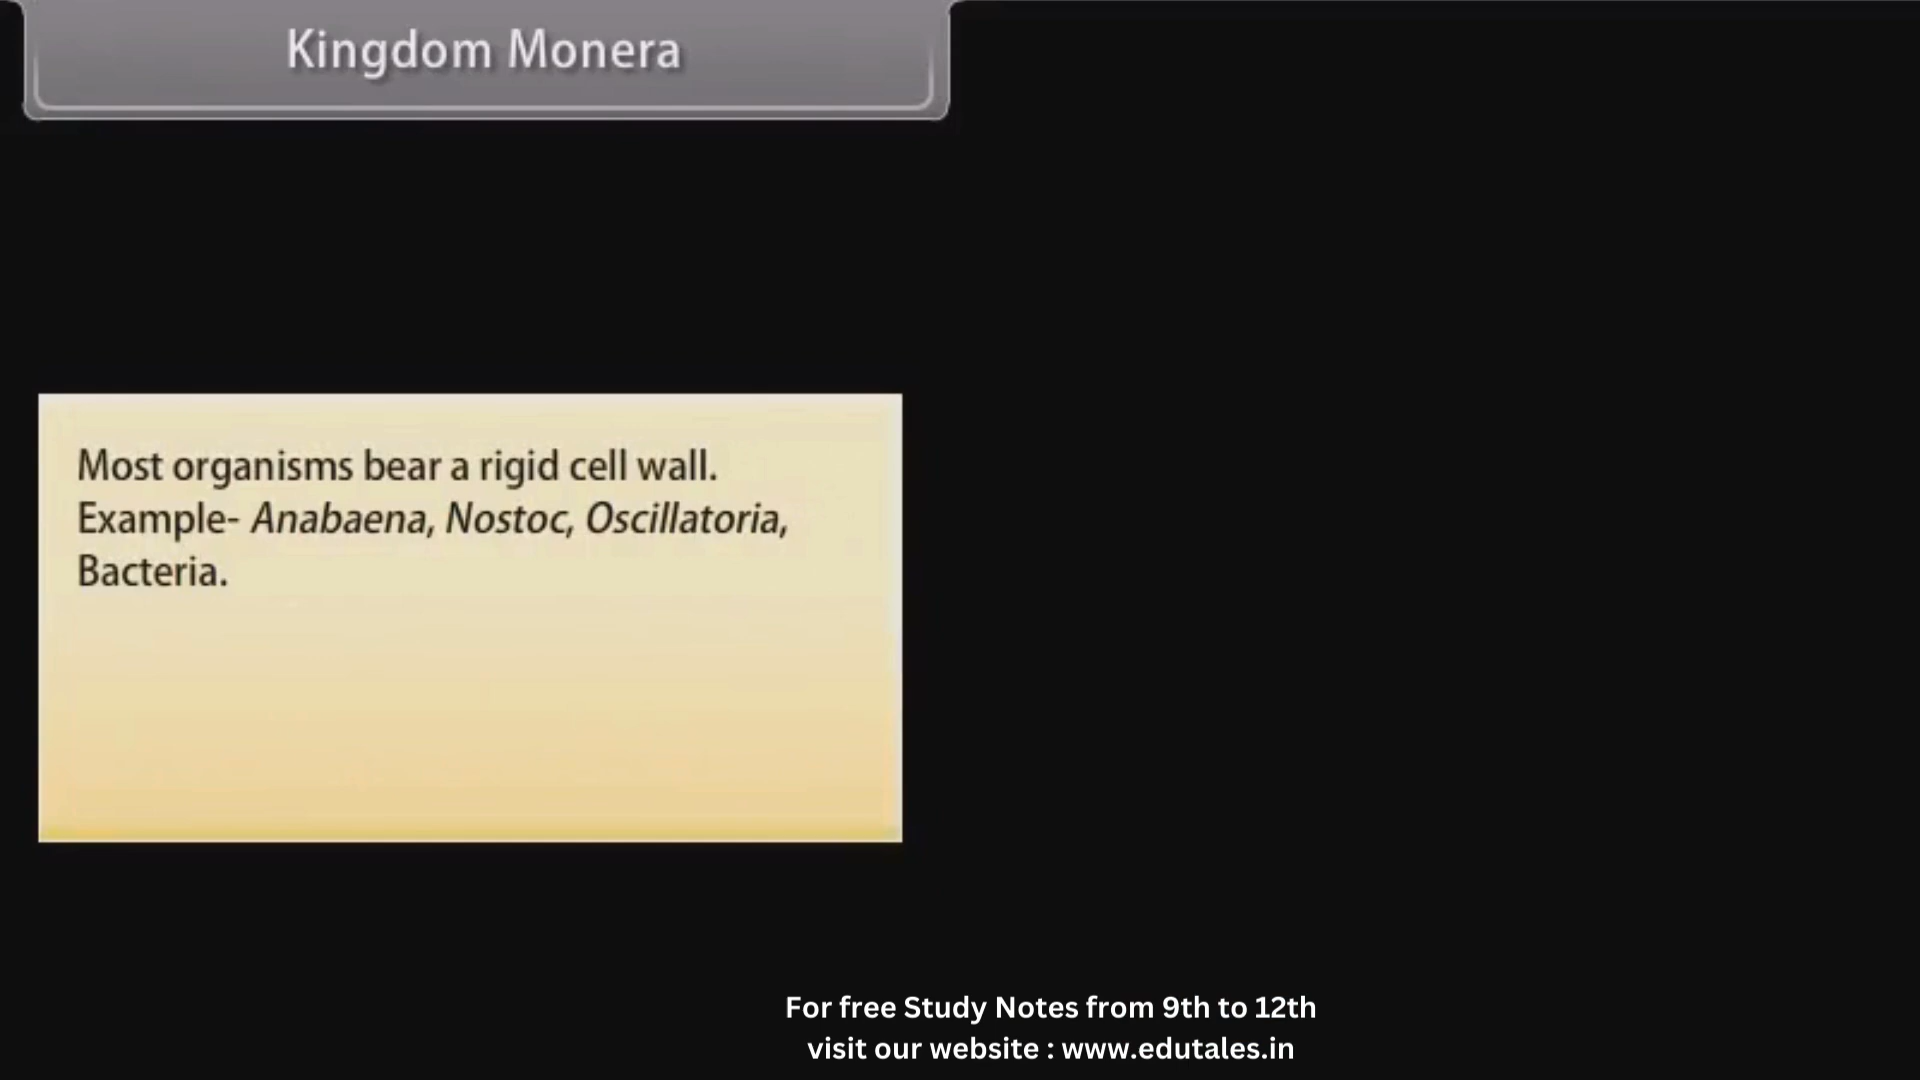 Kingdom Monera
Most organisms bear a rigid cell wall.
Example- Anabaena, Nostoc, Oscillatoria,
Bacteria.
For free Study Notes from 9th to 12th
visit our website : www.edutales.in